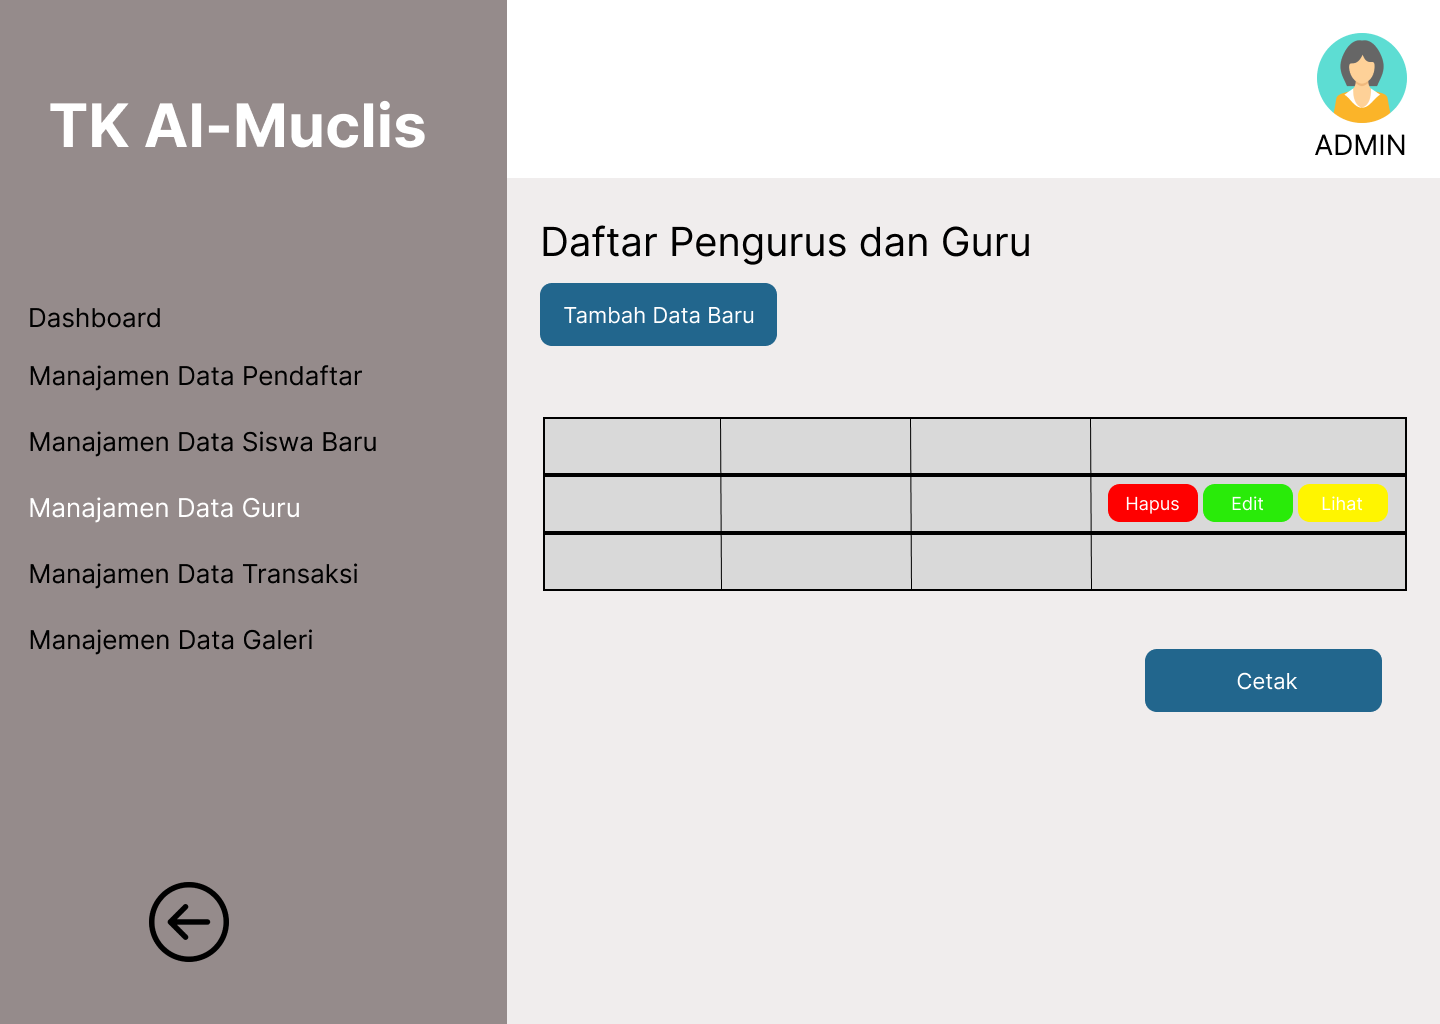 TK Al-Muclis
ADMIN
Dashboard
Manajamen Data Pendaftar
Manajamen Data Siswa Baru
Manajamen Data Guru
Manajamen Data Transaksi
Manajemen Data Galeri
Daftar Pengurus dan Guru
Tambah Data Baru
Hapus Edit Lihat
Cetak